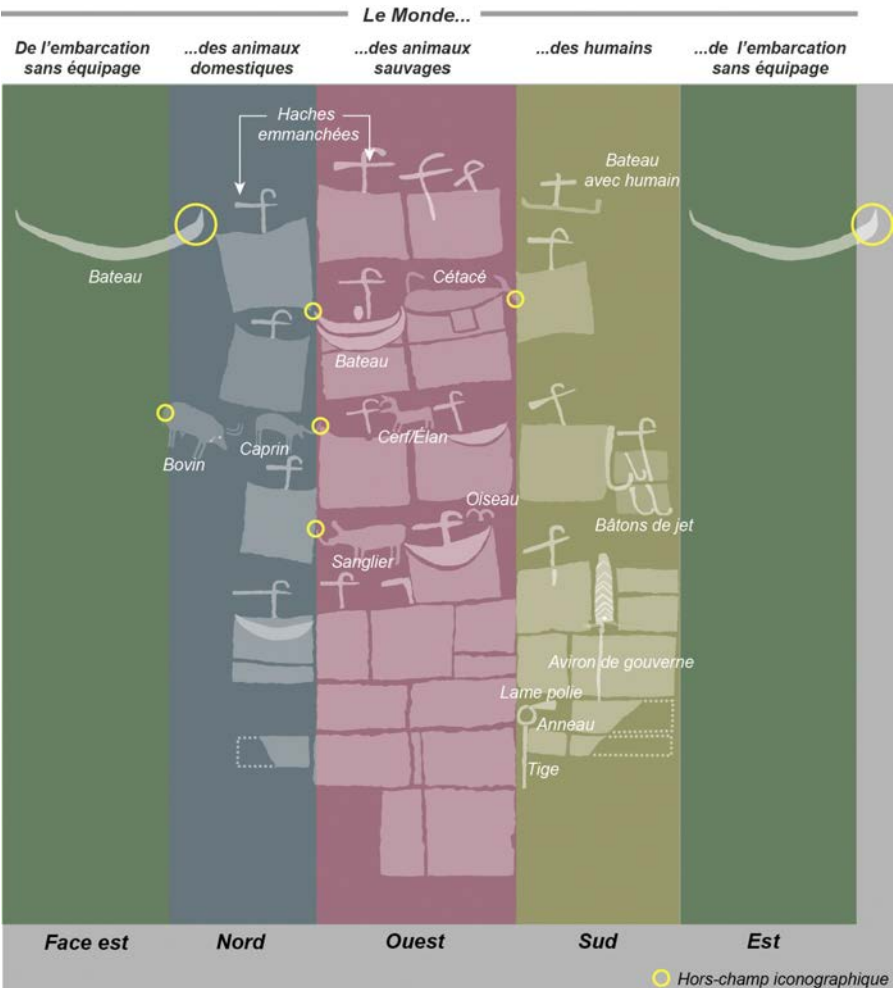 Le Monde...
De l'embarcation
sans équipage
...des animaux
domestiques
...des animaux
sauvages
...des humains
...de l'embarcation
sans équipage
Haches
emmanchées
Bateau
avec humain
Bateau
Cétacé
Bateau
Bovin
Caprin
Cerf/Élan
Oiseau
Bâtons de jet
Sanglier
Aviron de gouverne
Lame polie
Anneau
Tige
Face est
Nord
Ouest
Sud
Est
Hors-champ iconographique